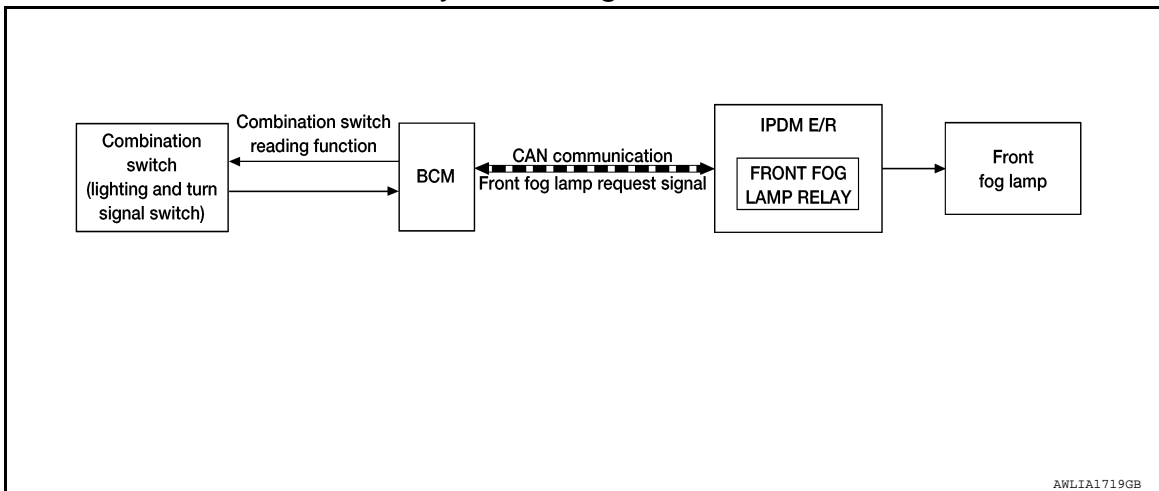 Combination
switch
(lighting and turn
signal switch)
Combination switch
reading function
BCM
CAN communication
Front fog lamp request signal
IPDM E/R
FRONT FOG
LAMP RELAY
Front
fog lamp
AWLIA1719GB